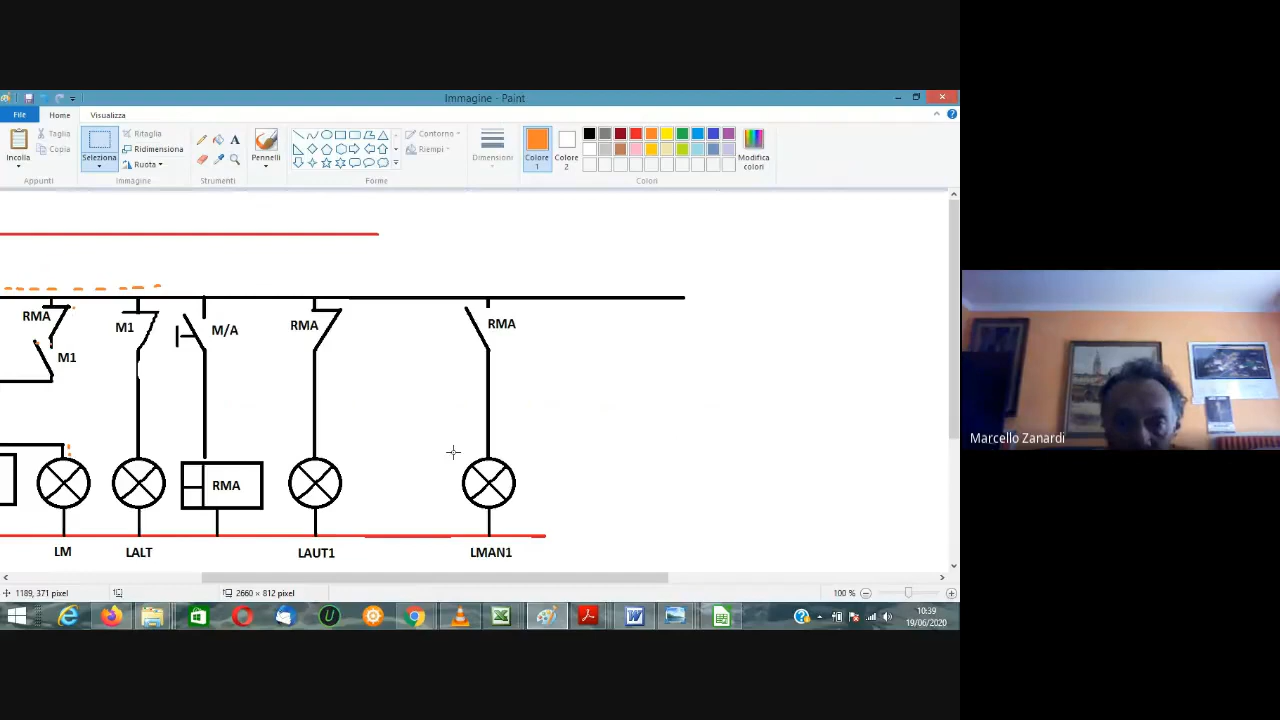 Immagine - Paint
File Home Visualizza
Incolla
Taglia
Copia
Appunti
Seleziona
Ritaglia
Ridimensiona
Ruota
Immagine
Strumenti
Pennelli
Contorno
Riempi
Forme
Dimensioni
Colore 1
Colore 2
Modifica colori
Colori
RMA
M1
M1
M/A
RMA
RMA
RMA
LM
LALT
LAUT1
LMAN1
1189, 371 pixel
2660 × 812 pixel
100 %
10:39
19/06/2020
Marcello Zanardi